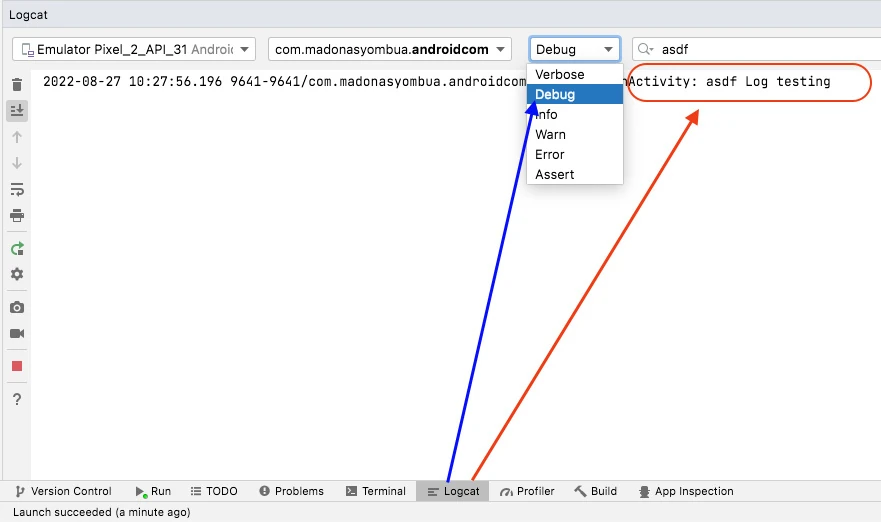 Logcat
Emulator Pixel_2_API_31 Android
com.madonasyombua.androidcom
Debug
asdf
2022-08-27 10:27:56.196 9641-9641/com.madonasyombua.androidcom nActivity: asdf Log testing
Verbose
Debug
Info
Warn
Error
Assert
?
Version Control Run TODO Problems Terminal Logcat Profiler Build App Inspection
Launch succeeded (a minute ago)